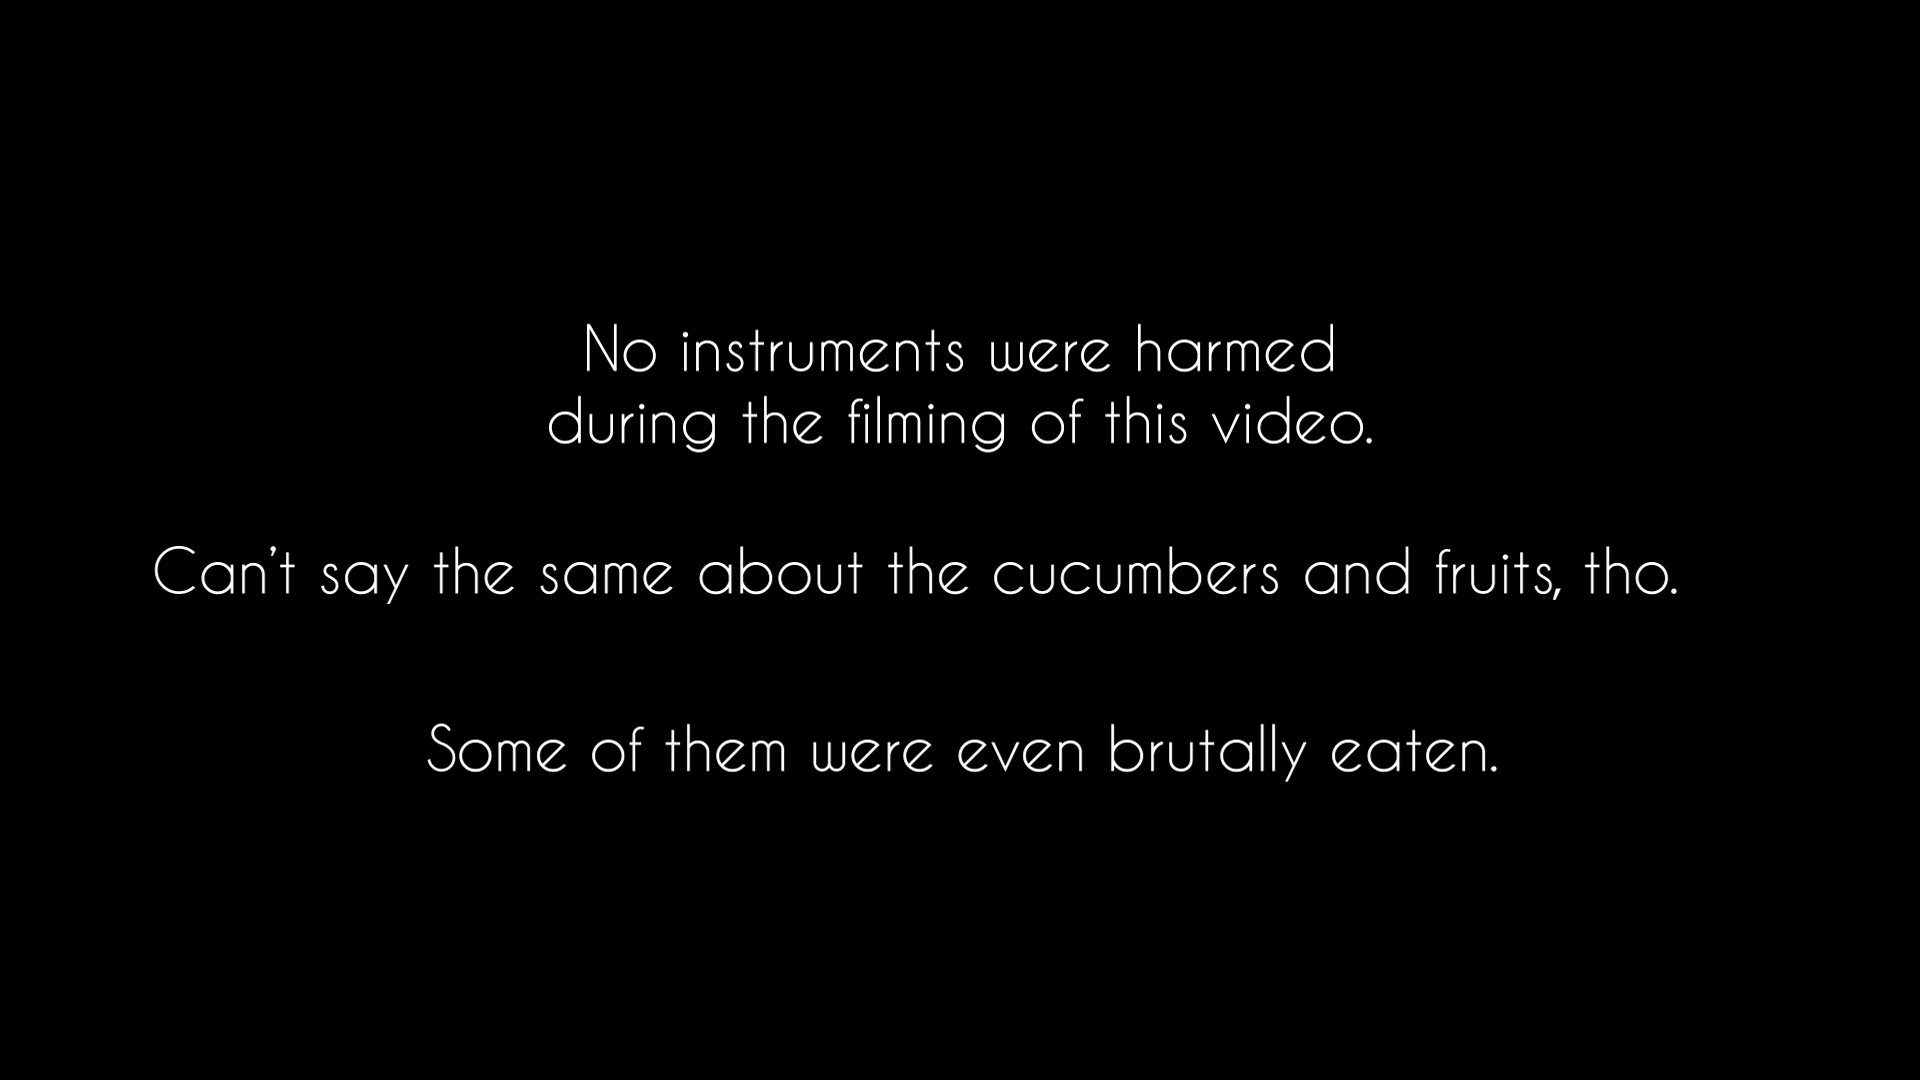 No instruments were harmed
during the filming of this video.
Can't say the same about the cucumbers and fruits, tho.
Some of them were even brutally eaten.